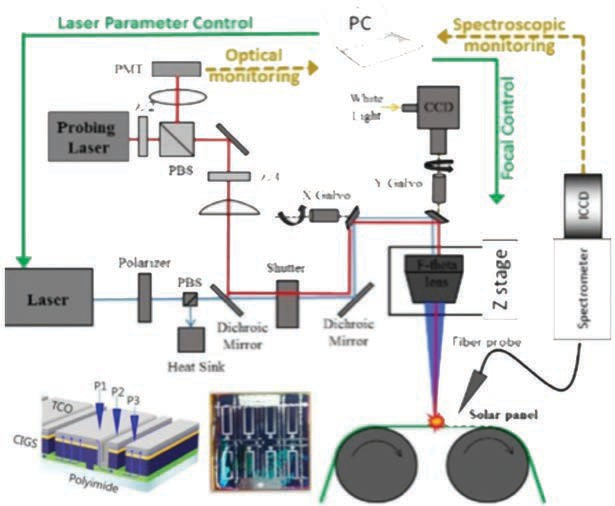 Laser Parameter Control
PC
Spectroscopic
monitoring
PMT
Optical
monitoring
White
Light
CCD
Focal Control
Probing
Laser
PBS
X Galvo
Y Galvo
ICCD
Polarizer
PBS
Shutter
F-theta
lens
Z stage
Spectrometer
Laser
Dichroic
Mirror
Dichroic
Mirror
Heat Sink
Fiber probe
Solar panel
P1
P2
P3
TCO
CIGS
Polyimide